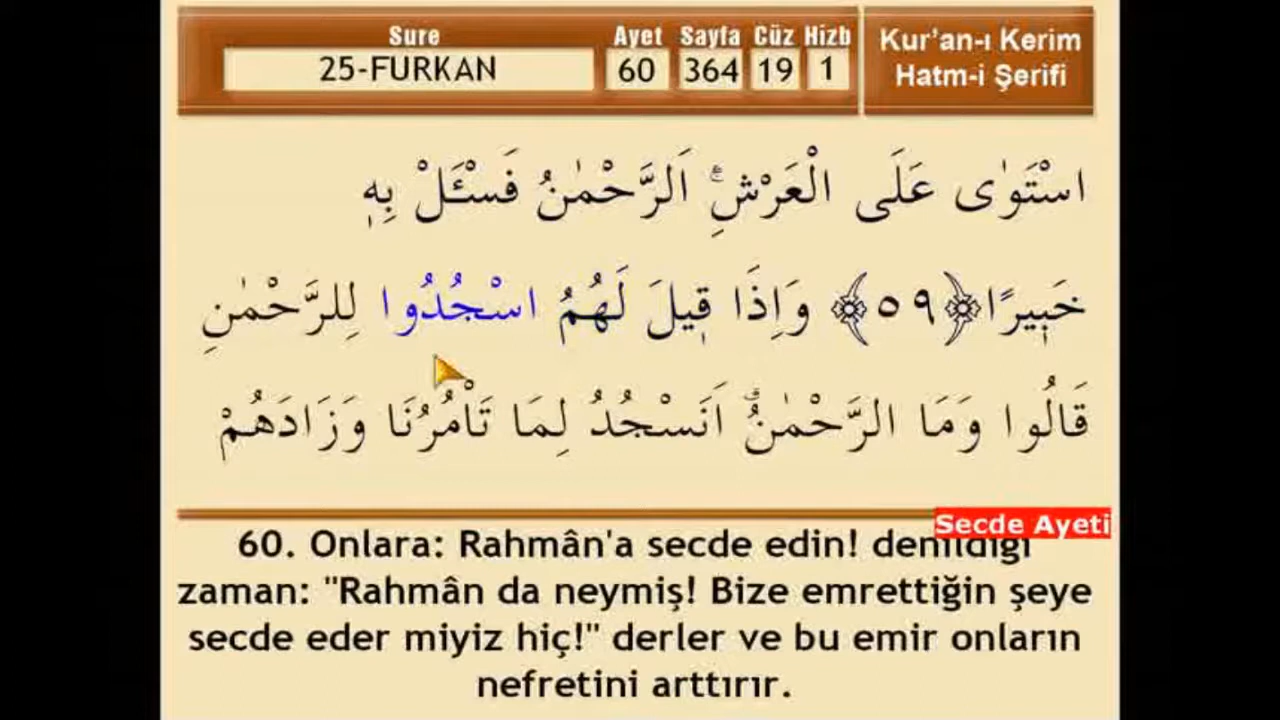 Sure Ayet Sayfa Cüz Hizb
25-FURKAN 60 364 19 1
Kur'an-ı Kerim
Hatm-i Şerifi
اسْتَوٰى عَلَى الْعَرْشِۚ اَلرَّحْمٰنُ فَسْـَٔلْ بِه۪
خَب۪يرًا ﴿٥٩﴾ وَاِذَا ق۪يلَ لَهُمُ اسْجُدُوا لِلرَّحْمٰنِ
قَالُوا وَمَا الرَّحْمٰنُۗ اَنَسْجُدُ لِمَا تَأْمُرُنَا وَزَادَهُمْ
Secde Ayeti
60. Onlara: Rahmân'a secde edin! denildiği
zaman: "Rahmân da neymiş! Bize emrettiğin şeye
secde eder miyiz hiç!" derler ve bu emir onların
nefretini arttırır.